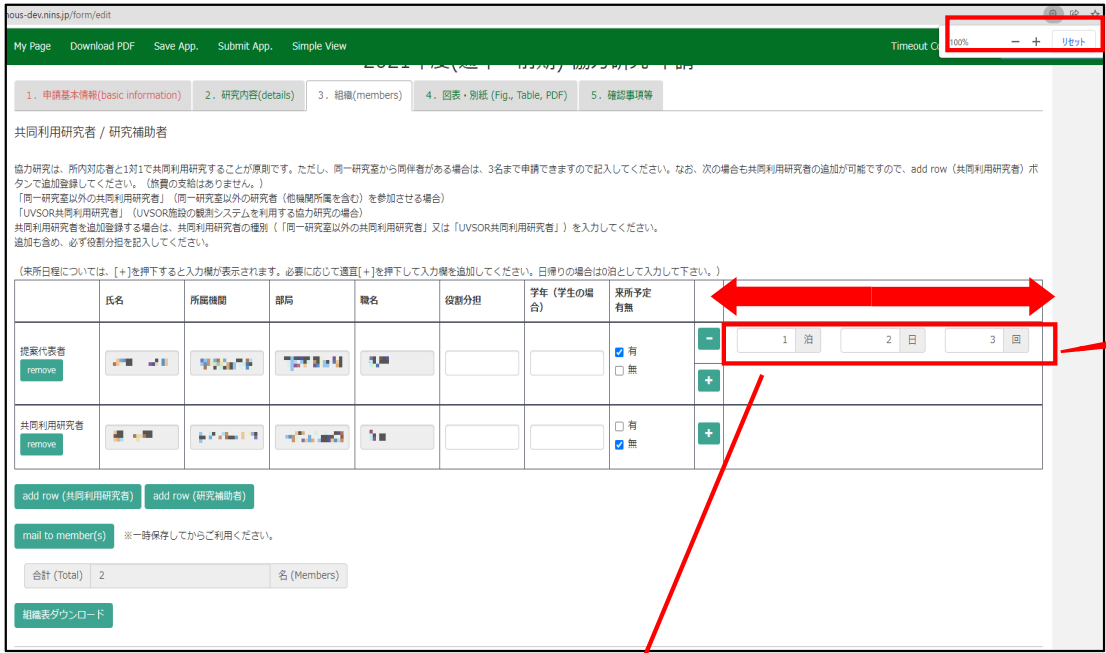 nous-dev.nins.jp/form/edit
My Page Download PDF Save App. Submit App. Simple View Timeout
100% − + リセット
1. 申請基本情報(basic information) 2. 研究内容(details) 3. 組織(members) 4. 図表・別紙 (Fig., Table, PDF) 5. 確認事項等
共同利用研究者 / 研究補助者
協力研究は、所内対応者と1対1で共同利用研究することが原則です。ただし、同一研究室から同伴者がある場合は、3名まで申請できますので記入してください。なお、次の場合も共同利用研究者の追加が可能ですので、add row（共同利用研究者）ボ
タンで追加登録してください。（旅費の支給はありません。）
「同一研究室以外の共同利用研究者」（同一研究室以外の研究者（他機関所属を含む）を参加させる場合）
「UVSOR共同利用研究者」（UVSOR施設の観測システムを利用する協力研究の場合）
共同利用研究者を追加登録する場合は、共同利用研究者の種別（「同一研究室以外の共同利用研究者」又は「UVSOR共同利用研究者」）を入力してください。
追加も含め、必ず役割分担を記入してください。
（来所日程については、[+]を押下すると入力欄が表示されます。必要に応じて適宜[+]を押下して入力欄を追加してください。日帰りの場合は0泊として入力して下さい。）
氏名 所属機関 部局 職名 役割分担 学年（学生の場合） 来所予定有無
提案代表者
remove
有
無
−
+
1 泊 2 日 3 回
共同利用研究者
remove
有
無
+
add row (共同利用研究者) add row (研究補助者)
mail to member(s) ※一時保存してからご利用ください。
合計 (Total) 2 名 (Members)
組織表ダウンロード